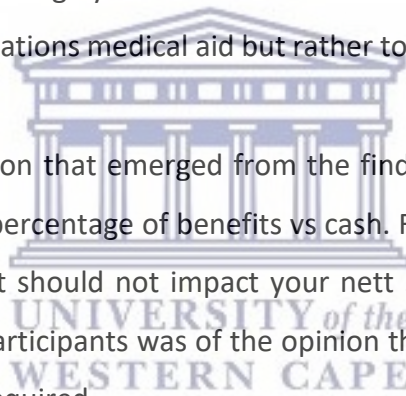 ations medical aid but rather to
on that emerged from the find
percentage of benefits vs cash.
t should not impact your nett
UNIVERSITY of the
articipants was of the opinion th
WESTERN CAPE
quired